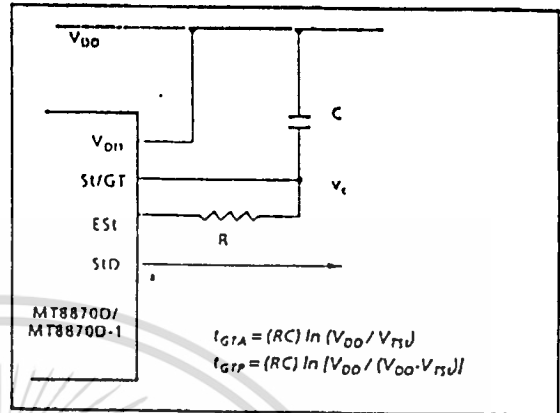 VDD
C
VDD
St/GT
Vc
ESt
R
StD
MT8870D/
MT8870D-1
tGTA = (RC) ln (VDD / VTSt)
tGTP = (RC) ln [VDD / (VDD-VTSt)]